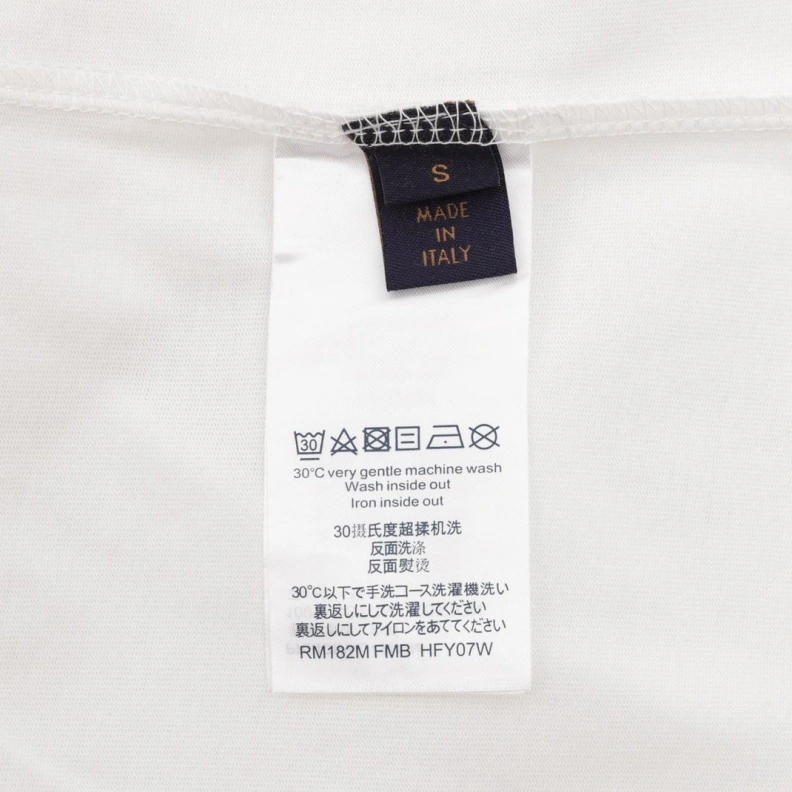 S
MADE
IN
ITALY
30
30°C very gentle machine wash
Wash inside out
Iron inside out
30摄氏度超揉机洗
反面洗涤
反面熨烫
30°C以下で手洗コース洗濯機洗い
裏返しにして洗濯してください
裏返しにしてアイロンをあててください
RM182M FMB HFY07W